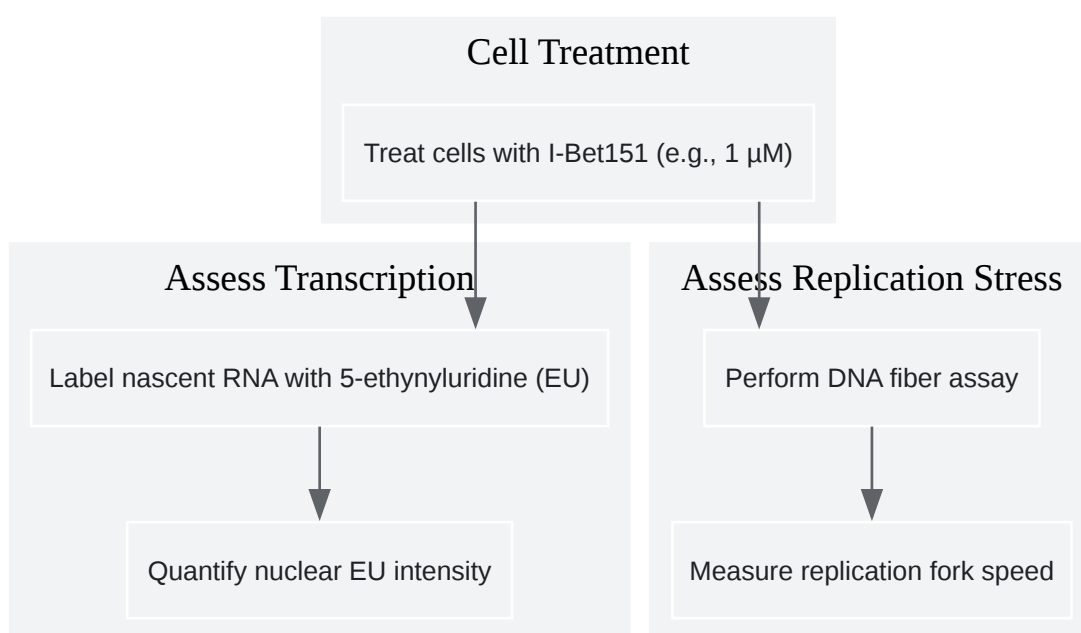 Cell Treatment
Treat cells with I-Bet151 (e.g., 1 µM)
Assess Transcription
Label nascent RNA with 5-ethynyluridine (EU)
Quantify nuclear EU intensity
Assess Replication Stress
Perform DNA fiber assay
Measure replication fork speed